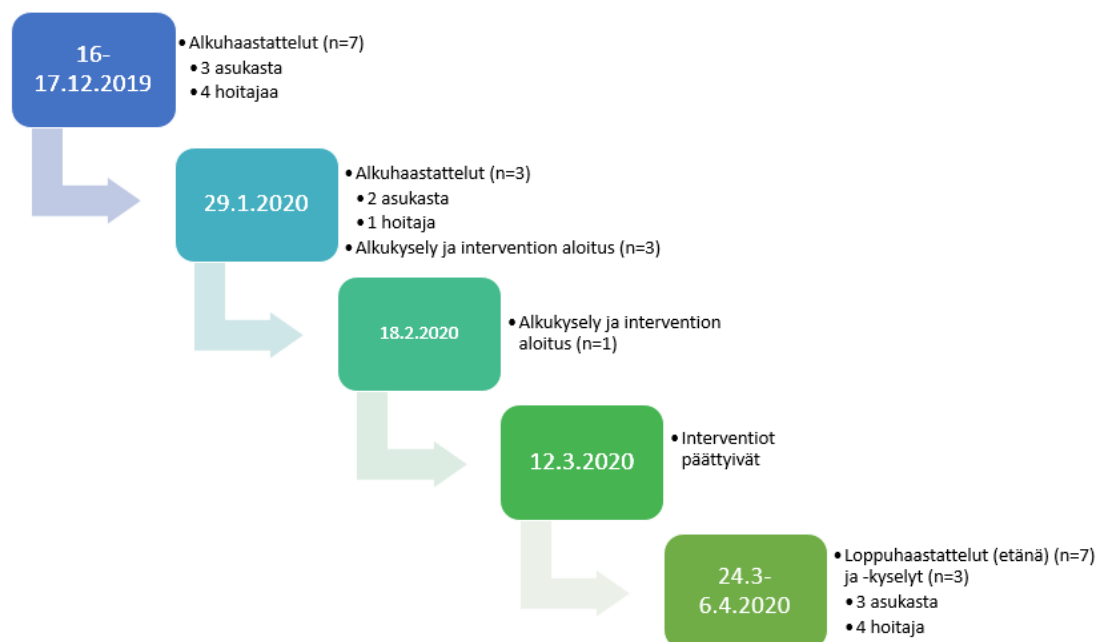 16-
17.12.2019
• Alkuhaastattelut (n=7)
• 3 asukasta
• 4 hoitajaa
29.1.2020
• Alkuhaastattelut (n=3)
• 2 asukasta
• 1 hoitaja
• Alkukysely ja intervention aloitus (n=3)
18.2.2020
• Alkukysely ja intervention
aloitus (n=1)
12.3.2020
• Interventiot
päättyivät
24.3-
6.4.2020
• Loppuhaastattelut (etänä) (n=7)
ja -kyselyt (n=3)
• 3 asukasta
• 4 hoitaja